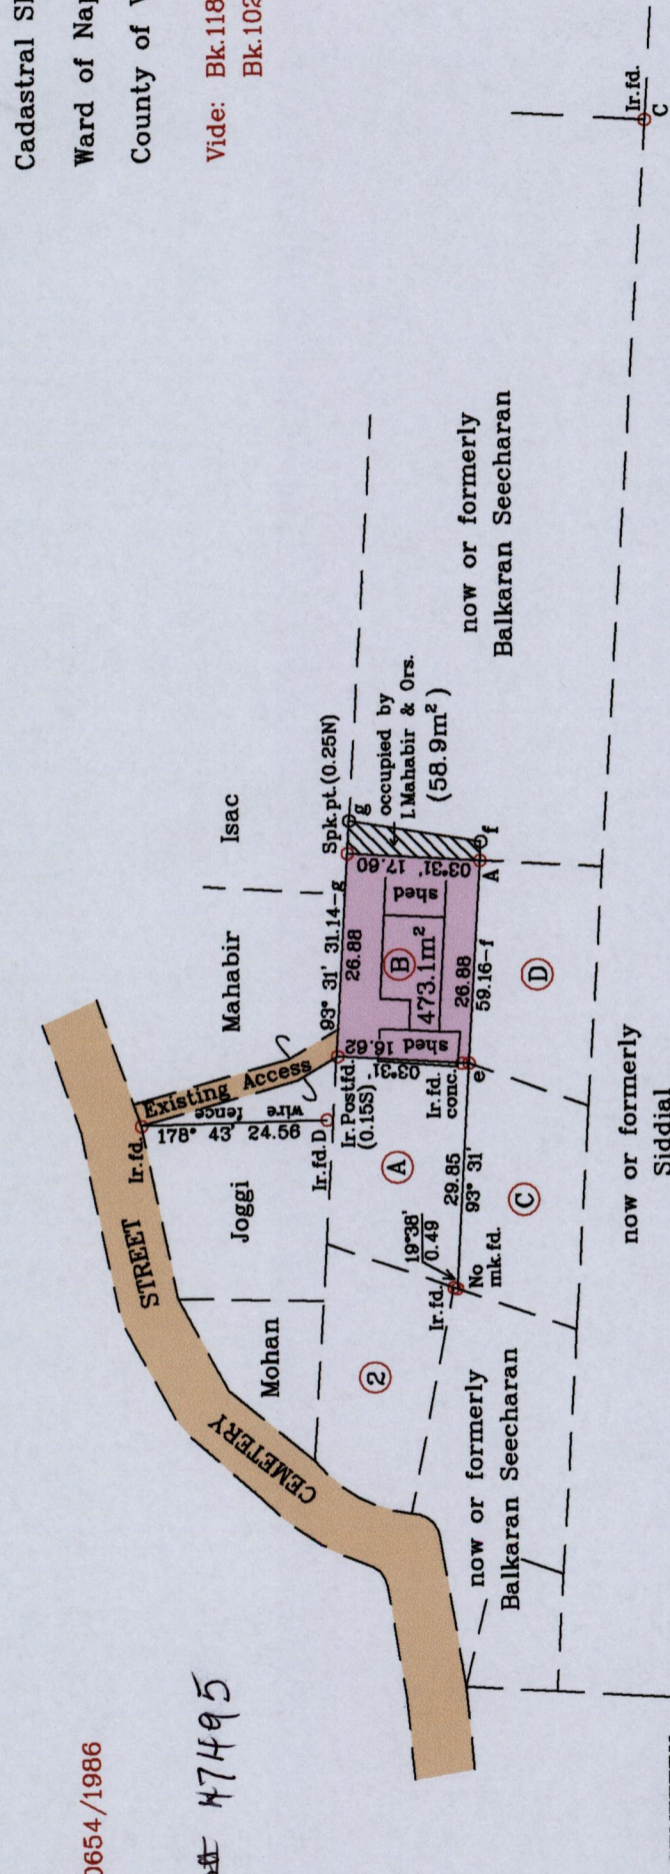 0654/1986
# 47495
Cadastral
Ward of
County of
Vide: Bk.118
Bk.102
CEMETERY STREET
Mohan
Joggi
Mahabir
Isac
Ir.fd.
Existing Access
wire fence
178° 43' 24.56
Ir.fd. D
Ir.Post.fd.
(0.15S)
93° 31' 31.14-g
26.88
Spk.pt.(0.25N)
g
occupied by
I.Mahabir & Ors.
(58.9m²)
f
A
03°31' 17.60
shed
B
473.1m²
shed 16.62
03°31'
26.88
59.16-f
Ir.fd.
conc.
e
A
29.85
93° 31'
19°38'
0.49
Ir.fd.
No
mk.fd.
2
C
D
now or formerly
Balkaran Seecharan
now or formerly
Balkaran Seecharan
now or formerly
Siddial
Ir.fd.
C